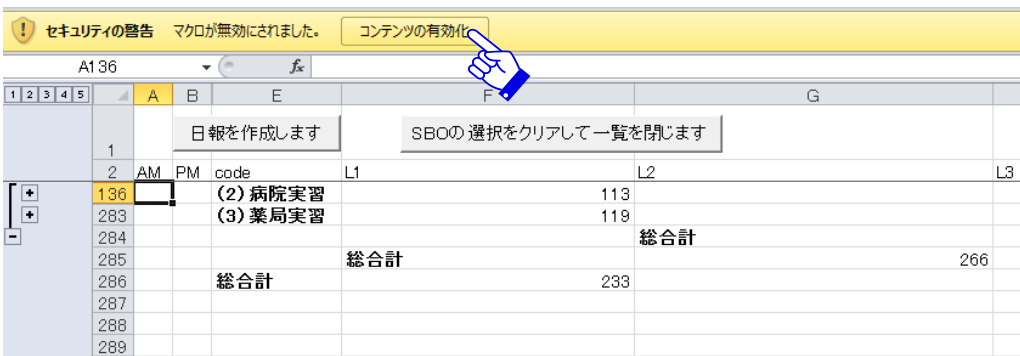 セキュリティの警告 マクロが無効にされました。 コンテンツの有効化
A136 fx
1 2 3 4 5 A B E F G
日報を作成します SBOの選択をクリアして一覧を閉じます
1
2 AM PM code L1 L2 L3
136 (2)病院実習 113
283 (3)薬局実習 119
284 総合計
285 総合計 266
286 総合計 233
287
288
289